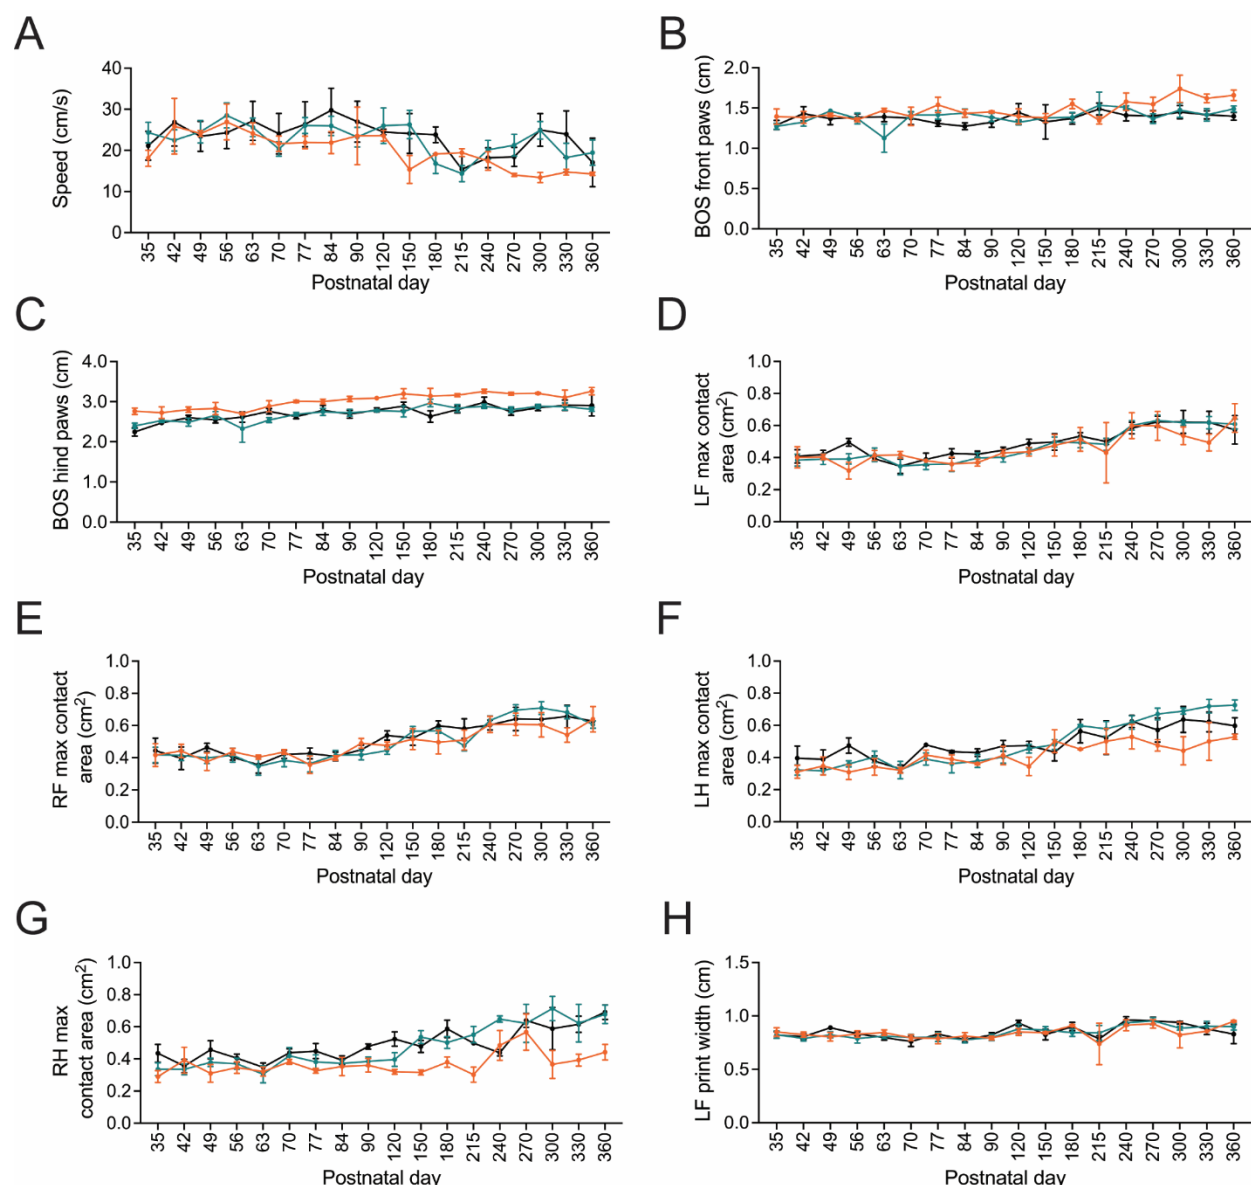 A
Speed (cm/s)
40
30
20
10
0
35 42 49 56 63 70 77 84 90 120 150 180 215 240 270 300 330 360
Postnatal day
B
BOS front paws (cm)
2.0
1.5
1.0
0.5
0.0
35 42 49 56 63 70 77 84 90 120 150 180 215 240 270 300 330 360
Postnatal day
C
BOS hind paws (cm)
4.0
3.0
2.0
1.0
0.0
35 42 49 56 63 70 77 84 90 120 150 180 215 240 270 300 330 360
Postnatal day
D
LF max contact
area (cm²)
1.0
0.8
0.6
0.4
0.2
0.0
35 42 49 56 63 70 77 84 90 120 150 180 215 240 270 300 330 360
Postnatal day
E
RF max contact
area (cm²)
1.0
0.8
0.6
0.4
0.2
0.0
35 42 49 56 63 70 77 84 90 120 150 180 215 240 270 300 330 360
Postnatal day
F
LH max contact
area (cm²)
1.0
0.8
0.6
0.4
0.2
0.0
35 42 49 56 63 70 77 84 90 120 150 180 215 240 270 300 330 360
Postnatal day
G
RH max
contact area (cm²)
1.0
0.8
0.6
0.4
0.2
0.0
35 42 49 56 63 70 77 84 90 120 150 180 215 240 270 300 330 360
Postnatal day
H
LF print width (cm)
1.5
1.0
0.5
0.0
35 42 49 56 63 70 77 84 90 120 150 180 215 240 270 300 330 360
Postnatal day